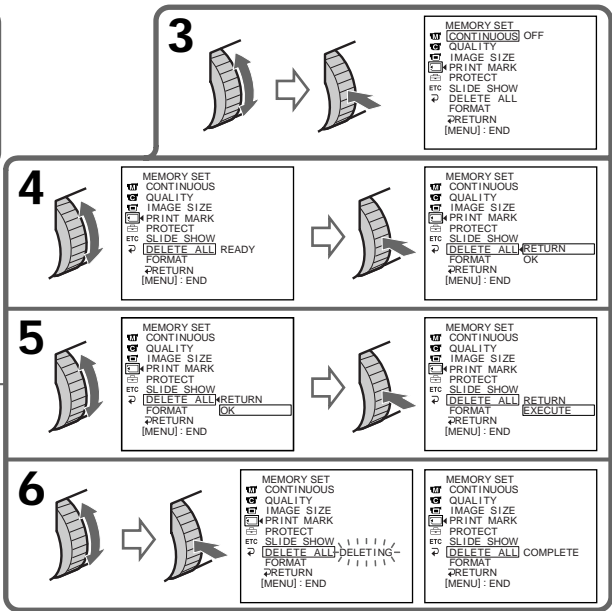 3
MEMORY SET
CONTINUOUS OFF
QUALITY
IMAGE SIZE
PRINT MARK
PROTECT
ETC SLIDE SHOW
DELETE ALL
FORMAT
RETURN
[MENU] : END
4
MEMORY SET
CONTINUOUS
QUALITY
IMAGE SIZE
PRINT MARK
PROTECT
ETC SLIDE SHOW
DELETE ALL READY
FORMAT
RETURN
[MENU] : END
MEMORY SET
CONTINUOUS
QUALITY
IMAGE SIZE
PRINT MARK
PROTECT
ETC SLIDE SHOW
DELETE ALL RETURN
FORMAT OK
RETURN
[MENU] : END
5
MEMORY SET
CONTINUOUS
QUALITY
IMAGE SIZE
PRINT MARK
PROTECT
ETC SLIDE SHOW
DELETE ALL RETURN
FORMAT OK
RETURN
[MENU] : END
MEMORY SET
CONTINUOUS
QUALITY
IMAGE SIZE
PRINT MARK
PROTECT
ETC SLIDE SHOW
DELETE ALL RETURN
FORMAT EXECUTE
RETURN
[MENU] : END
6
MEMORY SET
CONTINUOUS
QUALITY
IMAGE SIZE
PRINT MARK
PROTECT
ETC SLIDE SHOW
DELETE ALL DELETING
FORMAT
RETURN
[MENU] : END
MEMORY SET
CONTINUOUS
QUALITY
IMAGE SIZE
PRINT MARK
PROTECT
ETC SLIDE SHOW
DELETE ALL COMPLETE
FORMAT
RETURN
[MENU] : END